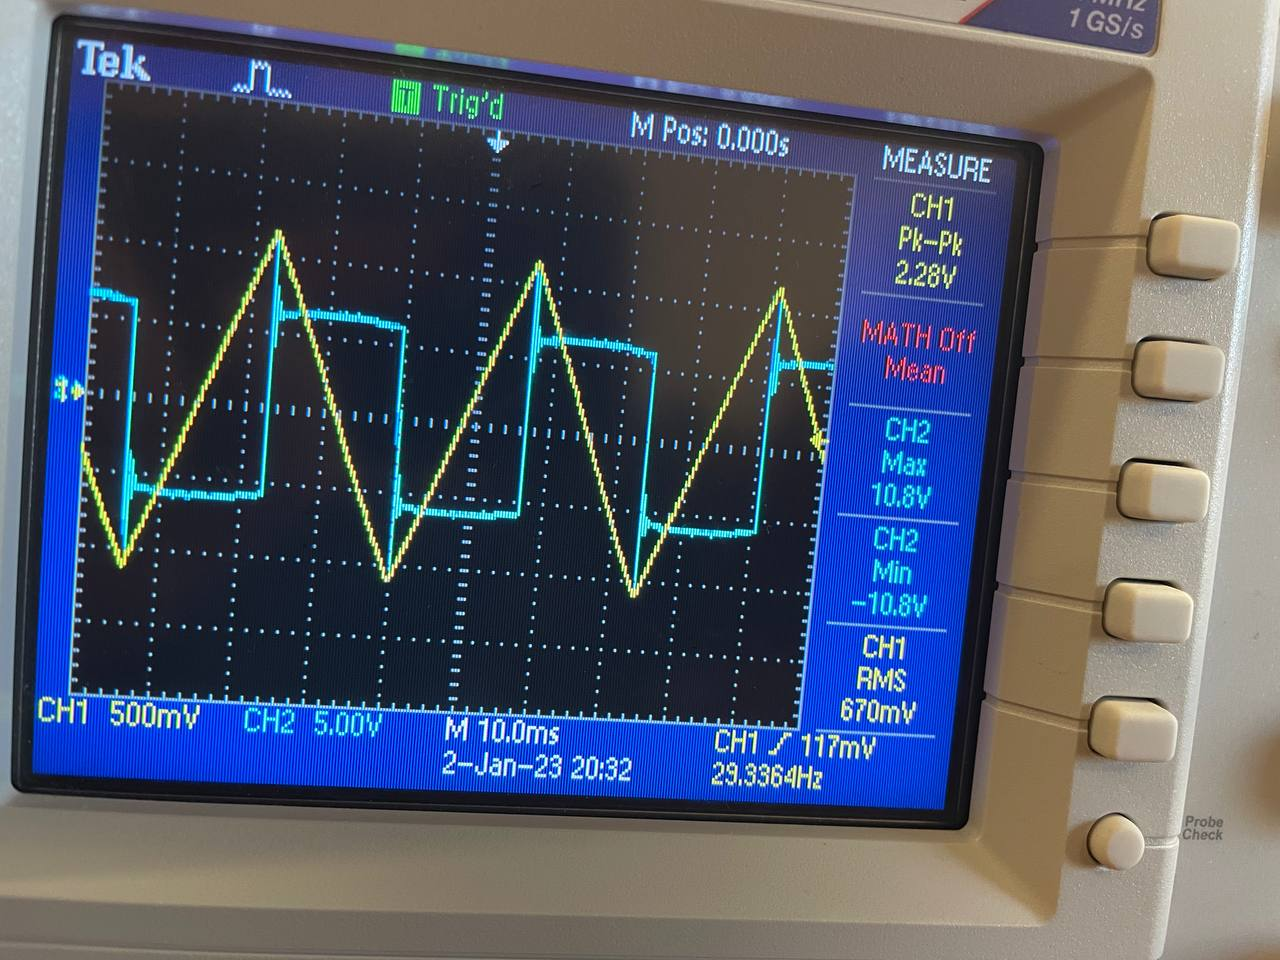 1 GS/s
Tek
T Trig'd
M Pos: 0.000s
MEASURE
CH1
Pk-Pk
2.28V
MATH Off
Mean
CH2
Max
10.8V
CH2
Min
-10.8V
CH1
RMS
670mV
CH1 500mV
CH2 5.00V
M 10.0ms
CH1 / 117mV
2-Jan-23 20:32
29.3364Hz
Probe
Check